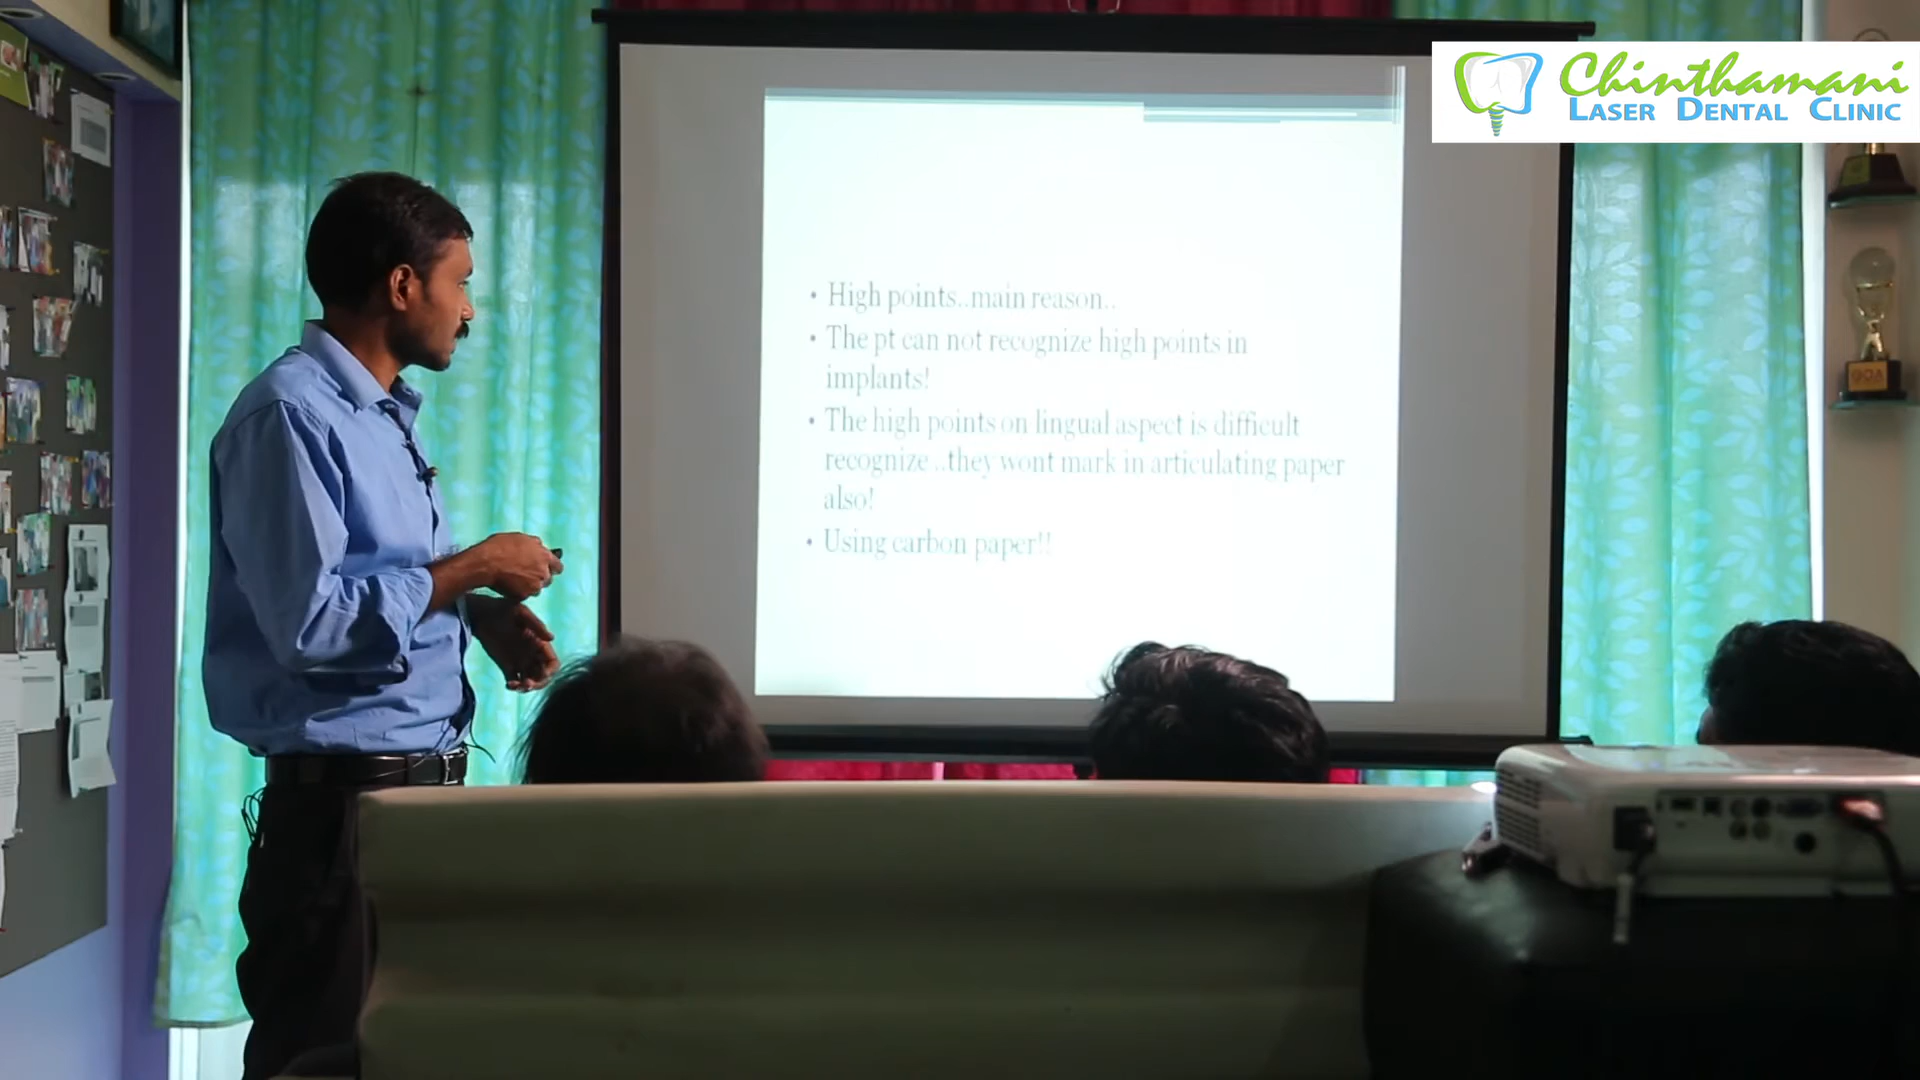 Chinthamani
LASER DENTAL CLINIC
• High points..main reason..
• The pt can not recognize high points in
implants!
• The high points on lingual aspect is difficult
recognize ..they wont mark in articulating paper
also!
• Using carbon paper!!
GOA